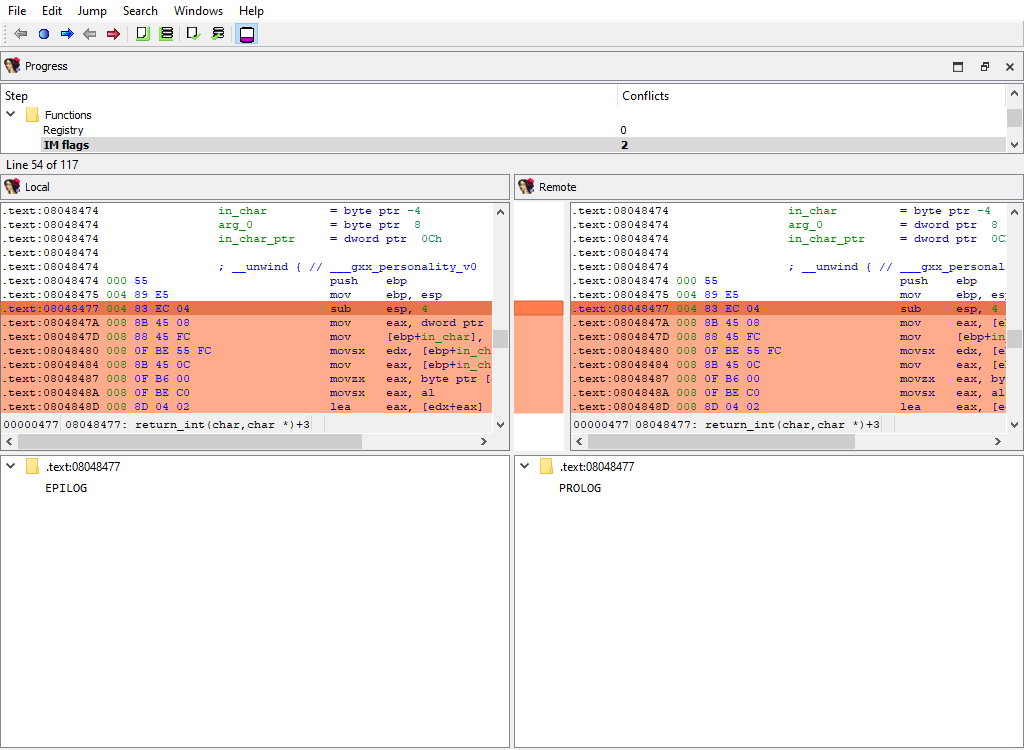 File Edit Jump Search Windows Help
Progress
Step Conflicts
Functions
Registry 0
IM flags 2
Line 54 of 117
Local
.text:08048474 in_char = byte ptr -4
.text:08048474 arg_0 = byte ptr 8
.text:08048474 in_char_ptr = dword ptr 0Ch
.text:08048474
.text:08048474 ; __unwind { // ___gxx_personality_v0
.text:08048474 000 55 push ebp
.text:08048475 004 89 E5 mov ebp, esp
.text:08048477 004 83 EC 04 sub esp, 4
.text:0804847A 008 8B 45 08 mov eax, dword ptr
.text:0804847D 008 88 45 FC mov [ebp+in_char],
.text:08048480 008 0F BE 55 FC movsx edx, [ebp+in_ch
.text:08048484 008 8B 45 0C mov eax, [ebp+in_ch
.text:08048487 008 0F B6 00 movzx eax, byte ptr [
.text:0804848A 008 0F BE C0 movsx eax, al
.text:0804848D 008 8D 04 02 lea eax, [edx+eax]
00000477 08048477: return_int(char,char *)+3
Remote
.text:08048474 in_char = byte ptr -4
.text:08048474 arg_0 = dword ptr 8
.text:08048474 in_char_ptr = dword ptr 0C
.text:08048474
.text:08048474 ; __unwind { // ___gxx_personal
.text:08048474 000 55 push ebp
.text:08048475 004 89 E5 mov ebp, es
.text:08048477 004 83 EC 04 sub esp, 4
.text:0804847A 008 8B 45 08 mov eax, [e
.text:0804847D 008 88 45 FC mov [ebp+in
.text:08048480 008 0F BE 55 FC movsx edx, [e
.text:08048484 008 8B 45 0C mov eax, [e
.text:08048487 008 0F B6 00 movzx eax, by
.text:0804848A 008 0F BE C0 movsx eax, al
.text:0804848D 008 8D 04 02 lea eax, [e
00000477 08048477: return_int(char,char *)+3
.text:08048477
EPILOG
.text:08048477
PROLOG